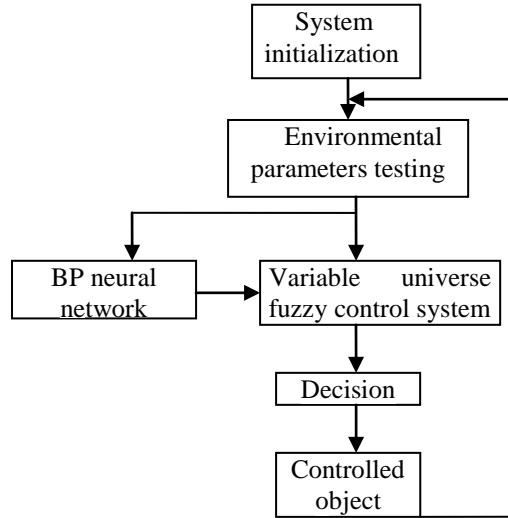 System
initialization
Environmental
parameters testing
BP neural
network
Variable universe
fuzzy control system
Decision
Controlled
object